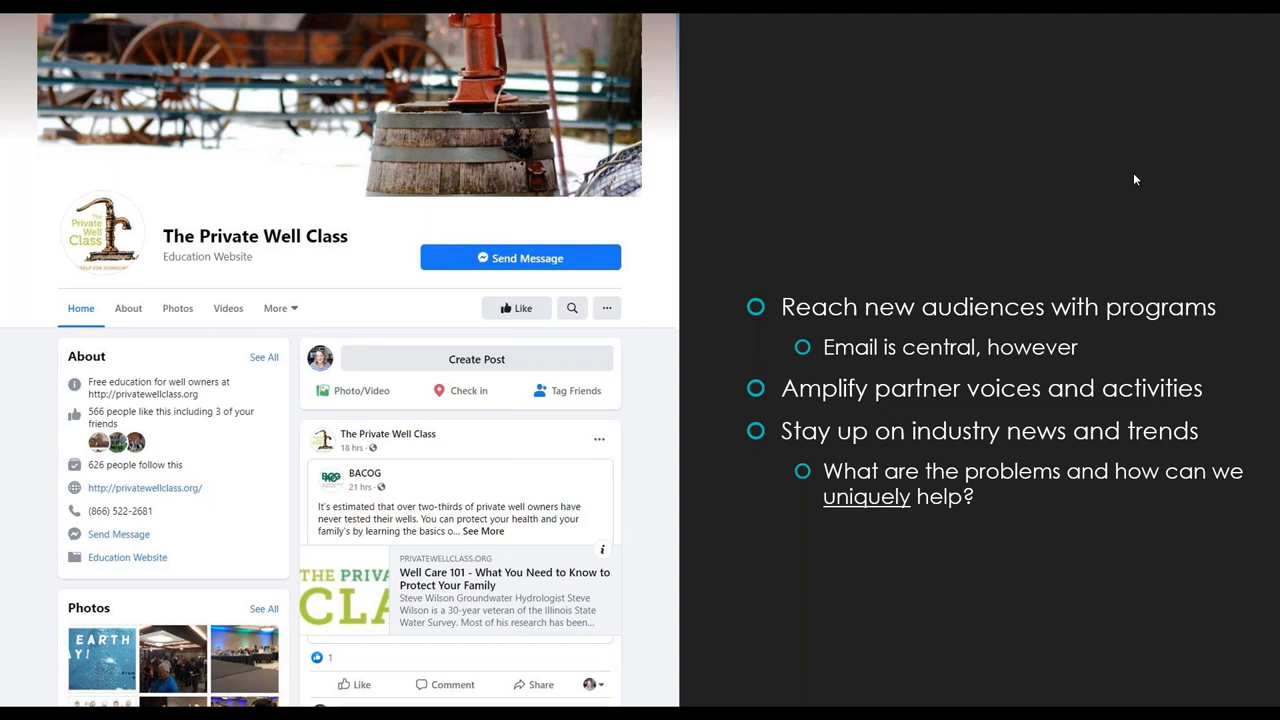 The
Private
Well
Class
The Private Well Class
Education Website
Send Message
Home
About
Photos
Videos
More
Like
About
See All
Free education for well owners at
http://privatewellclass.org
566 people like this including 3 of your
friends
626 people follow this
http://privatewellclass.org/
(866) 522-2681
Send Message
Education Website
Photos
See All
EARTH
Y!
Create Post
Photo/Video
Check in
Tag Friends
The Private Well Class
18 hrs ·
BACOG
21 hrs ·
It's estimated that over two-thirds of private well owners have
never tested their wells. You can protect your health and your
family's by learning the basics o... See More
THE PRIVA
CLA
PRIVATEWELLCLASS.ORG
Well Care 101 - What You Need to Know to
Protect Your Family
Steve Wilson Groundwater Hydrologist Steve
Wilson is a 30-year veteran of the Illinois State
Water Survey. Most of his research has been...
1
Like
Comment
Share
Reach new audiences with programs
Email is central, however
Amplify partner voices and activities
Stay up on industry news and trends
What are the problems and how can we
uniquely help?